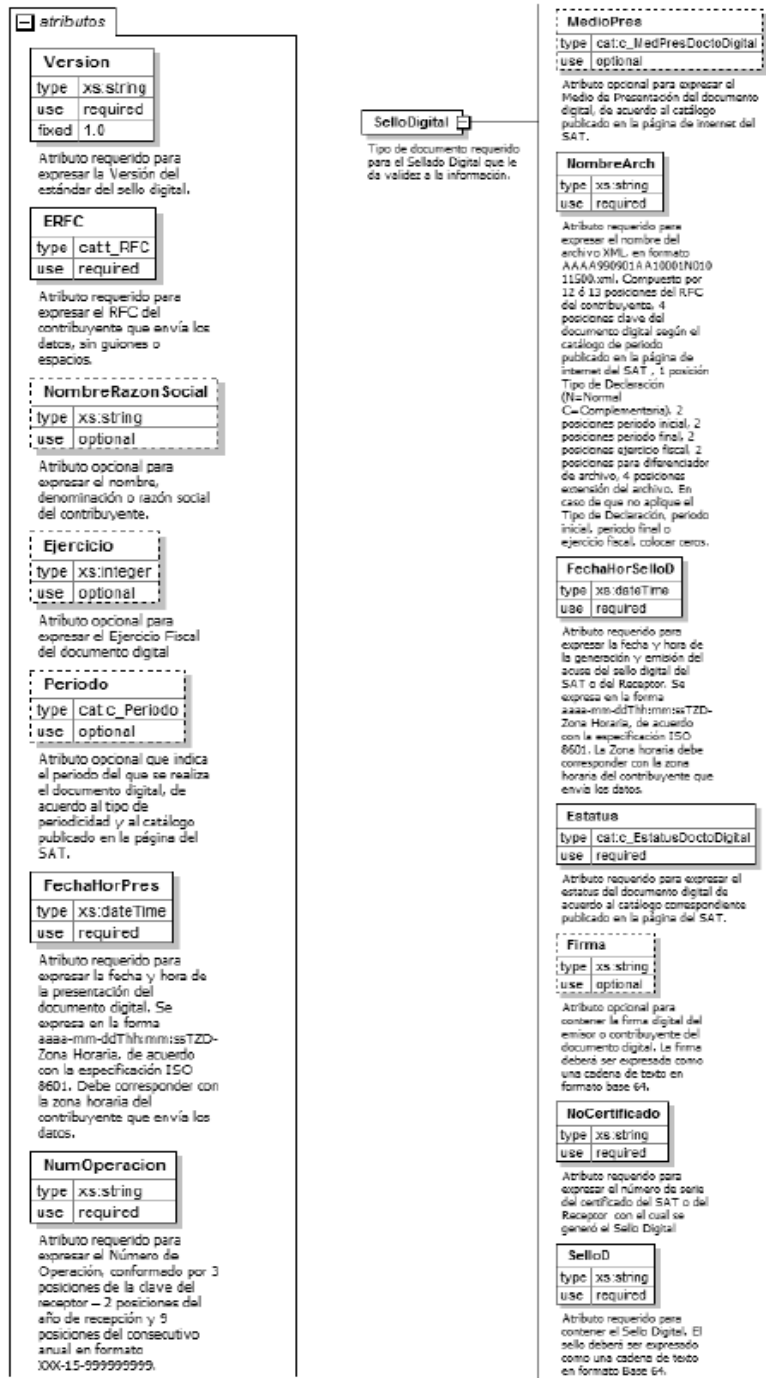 atributos
Version
type xs:string
use required
fixed 1.0
Atributo requerido para
expresar la Versión del
estándar del sello digital.
ERFC
type catt_RFC
use required
Atributo requerido para
expresar el RFC del
contribuyente que envía los
datos, sin guiones o
espacios.
NombreRazonSocial
type xs:string
use optional
Atributo opcional para
expresar el nombre,
denominación o razón social
del contribuyente.
Ejercicio
type xs:integer
use optional
Atributo opcional para
expresar el Ejercicio Fiscal
del documento digital
Periodo
type cat:c_Periodo
use optional
Atributo opcional que indica
el periodo del que se realiza
el documento digital, de
acuerdo al tipo de
periodicidad y al catálogo
publicado en la página del
SAT.
FechaHorPres
type xs:dateTime
use required
Atributo requerido para
expresar la fecha y hora de
la presentación del
documento digital. Se
expresa en la forma
aaaa-mm-ddThh:mm:ssTZD-
Zona Horaria, de acuerdo
con la especificación ISO
8601. Debe corresponder con
la zona horaria del
contribuyente que envía los
datos.
NumOperacion
type xs:string
use required
Atributo requerido para
expresar el Número de
Operación, conformado por 3
posiciones de la clave del
receptor – 2 posiciones del
año de recepción y 9
posiciones del consecutivo
anual en formato
XXX-15-999999999.
SelloDigital
Tipo de documento requerido
para el Sellado Digital que le
da validez a la información.
MedioPres
type cat:c_MedPresDoctoDigital
use optional
Atributo opcional para expresar el
Medio de Presentación del documento
digital, de acuerdo al catálogo
publicado en la página de internet del
SAT.
NombreArch
type xs:string
use required
Atributo requerido para
expresar el nombre del
archivo XML, en formato
AAAA990901AA10001N010
11500.xml. Compuesto por
12 ó 13 posiciones del RFC
del contribuyente, 4
posiciones clave del
documento digital según el
catálogo de periodo
publicado en la página de
internet del SAT , 1 posición
Tipo de Declaración
(N=Normal
C=Complementaria), 2
posiciones periodo inicial, 2
posiciones periodo final, 2
posiciones ejercicio fiscal, 2
posiciones para diferenciador
de archivo, 4 posiciones
extensión del archivo. En
caso de que no aplique el
Tipo de Declaración, periodo
inicial, periodo final o
ejercicio fiscal, colocar ceros.
FechaHorSelloD
type xs:dateTime
use required
Atributo requerido para
expresar la fecha y hora de
la generación y emisión del
acuse del sello digital del
SAT o del Receptor. Se
expresa en la forma
aaaa-mm-ddThh:mm:ssTZD-
Zona Horaria, de acuerdo
con la especificación ISO
8601. La Zona horaria debe
corresponder con la zona
horaria del contribuyente que
envía los datos.
Estatus
type cat:c_EstatusDoctoDigital
use required
Atributo requerido para expresar el
estatus del documento digital de
acuerdo al catálogo correspondiente
publicado en la página del SAT.
Firma
type xs:string
use optional
Atributo opcional para
contener la firma digital del
emisor o contribuyente del
documento digital. La firma
deberá ser expresada como
una cadena de texto en
formato base 64.
NoCertificado
type xs:string
use required
Atributo requerido para
expresar el número de serie
del certificado del SAT o del
Receptor con el cual se
generó el Sello Digital
SelloD
type xs:string
use required
Atributo requerido para
contener el Sello Digital. El
sello deberá ser expresado
como una cadena de texto
en formato Base 64.